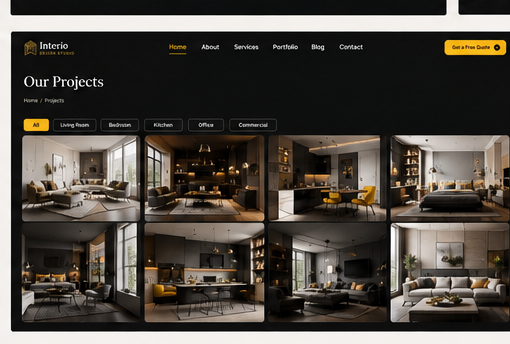 Interio
DESIGN STUDIO
Home About Services Portfolio Blog Contact
Get a Free Quote
Our Projects
Home / Projects
All Living Room Bedroom Kitchen Office Commercial